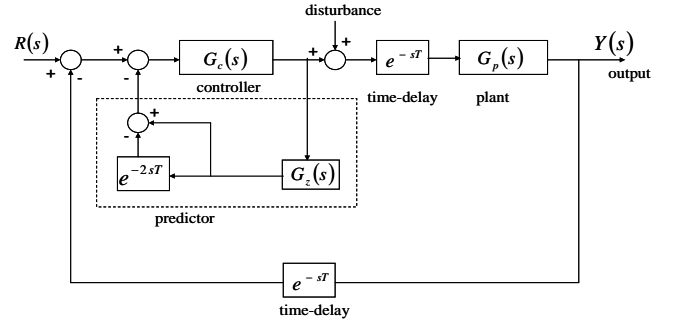 disturbance
R(s)
+
-
+
-
G_c(s)
controller
+
+
e^{-sT}
time-delay
G_p(s)
plant
Y(s)
output
+
-
e^{-2sT}
G_z(s)
predictor
e^{-sT}
time-delay